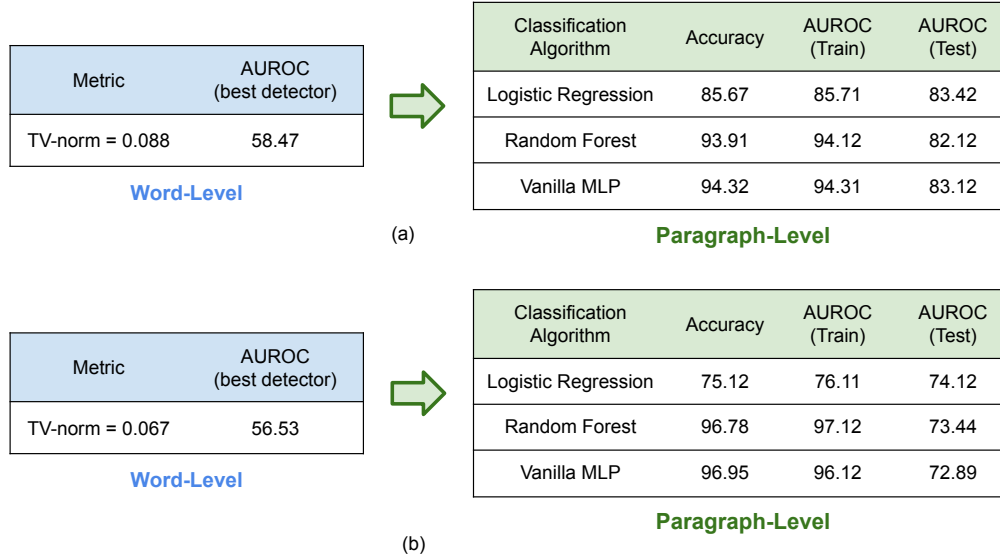 Metric AUROC (best detector)
TV-norm = 0.088 58.47
Word-Level
Classification Algorithm Accuracy AUROC (Train) AUROC (Test)
Logistic Regression 85.67 85.71 83.42
Random Forest 93.91 94.12 82.12
Vanilla MLP 94.32 94.31 83.12
Paragraph-Level
(a)
Metric AUROC (best detector)
TV-norm = 0.067 56.53
Word-Level
Classification Algorithm Accuracy AUROC (Train) AUROC (Test)
Logistic Regression 75.12 76.11 74.12
Random Forest 96.78 97.12 73.44
Vanilla MLP 96.95 96.12 72.89
Paragraph-Level
(b)